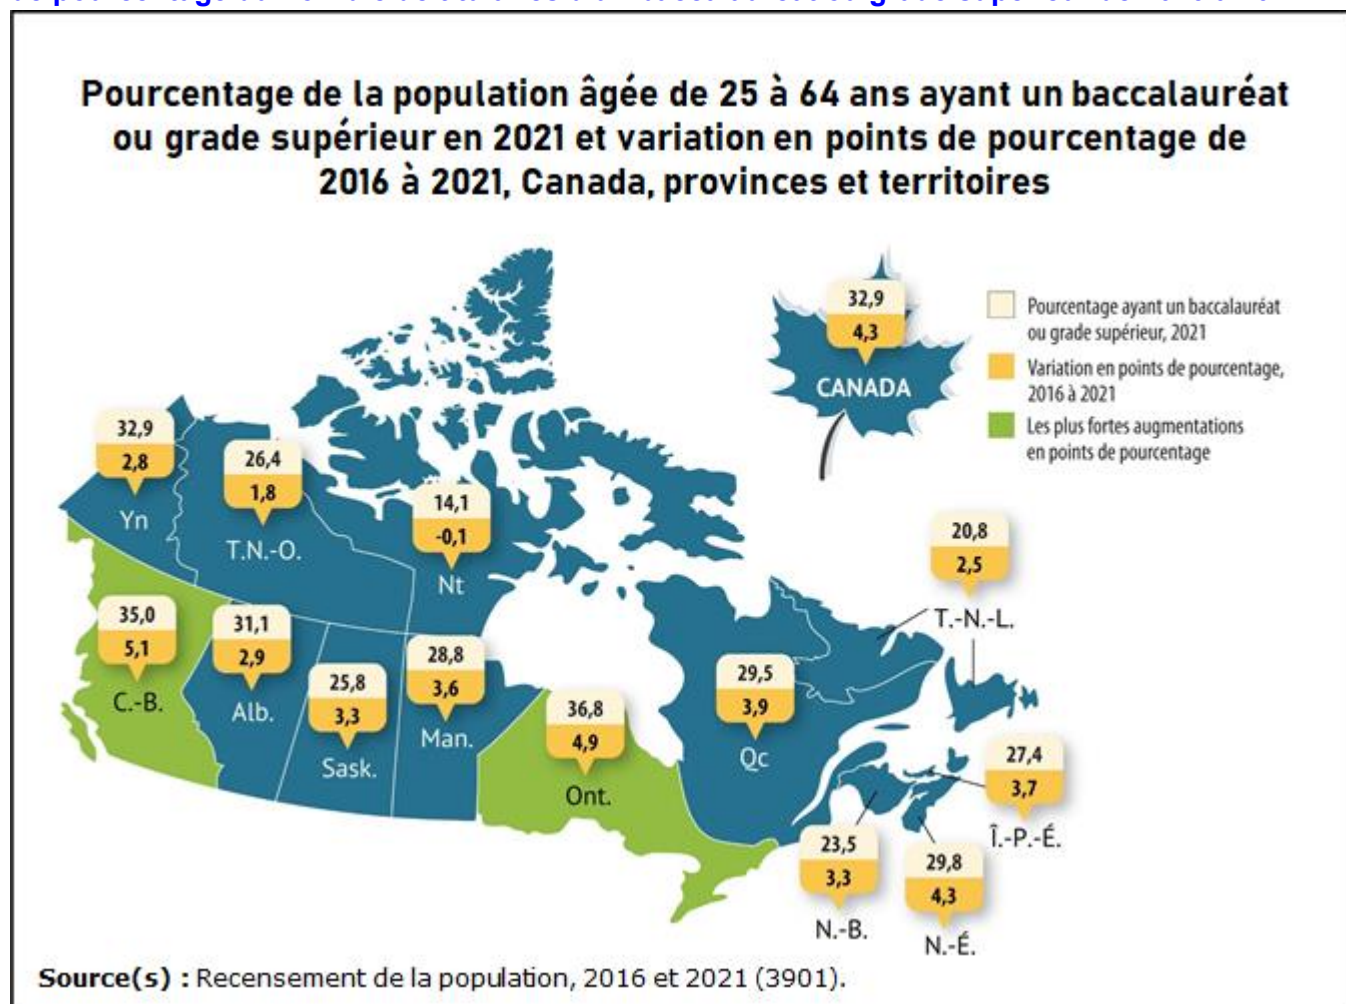 Pourcentage de la population âgée de 25 à 64 ans ayant un baccalauréat
ou grade supérieur en 2021 et variation en points de pourcentage de
2016 à 2021, Canada, provinces et territoires
32,9
4,3
CANADA
Pourcentage ayant un baccalauréat
ou grade supérieur, 2021
Variation en points de pourcentage,
2016 à 2021
Les plus fortes augmentations
en points de pourcentage
32,9
2,8
Yn
26,4
1,8
T.N.-O.
14,1
-0,1
Nt
20,8
2,5
T.-N.-L.
35,0
5,1
C.-B.
31,1
2,9
Alb.
25,8
3,3
Sask.
28,8
3,6
Man.
36,8
4,9
Ont.
29,5
3,9
Qc
27,4
3,7
Î.-P.-É.
23,5
3,3
N.-B.
29,8
4,3
N.-É.
Source(s) : Recensement de la population, 2016 et 2021 (3901).